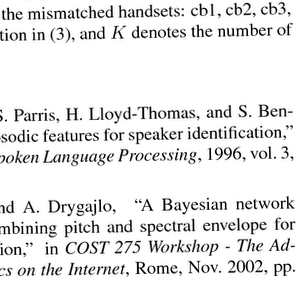 the mismatched handsets: cb1, cb2, cb3,
tion in (3), and K denotes the number of
S. Parris, H. Lloyd-Thomas, and S. Ben-
osodic features for speaker identification,"
poken Language Processing, 1996, vol. 3,
nd A. Drygajlo, "A Bayesian network
mbining pitch and spectral envelope for
ion," in COST 275 Workshop - The Ad-
cs on the Internet, Rome, Nov. 2002, pp.